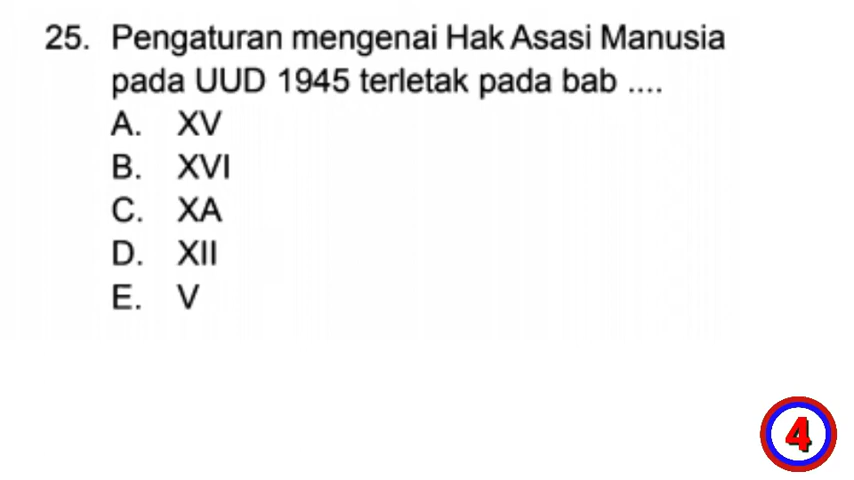 25. Pengaturan mengenai Hak Asasi Manusia
pada UUD 1945 terletak pada bab ....
A. XV
B. XVI
C. XA
D. XII
E. V
4